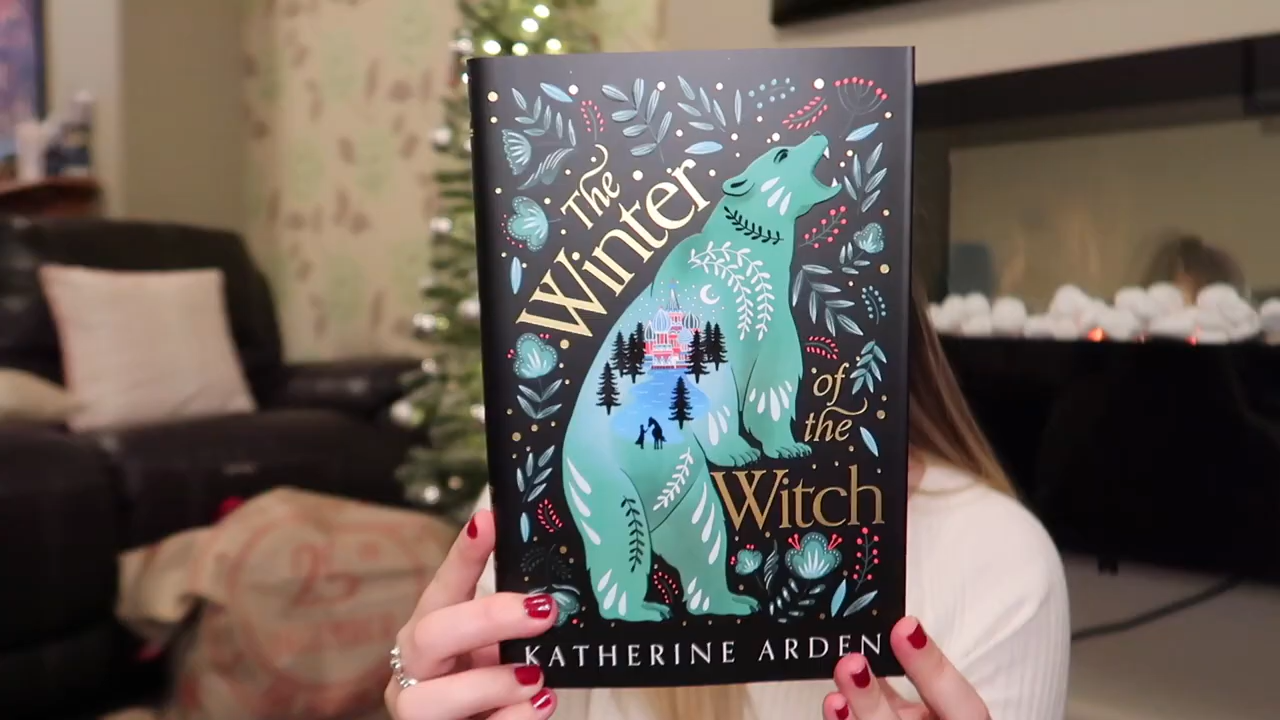 The
Winter
of
the
Witch
KATHERINE ARDEN